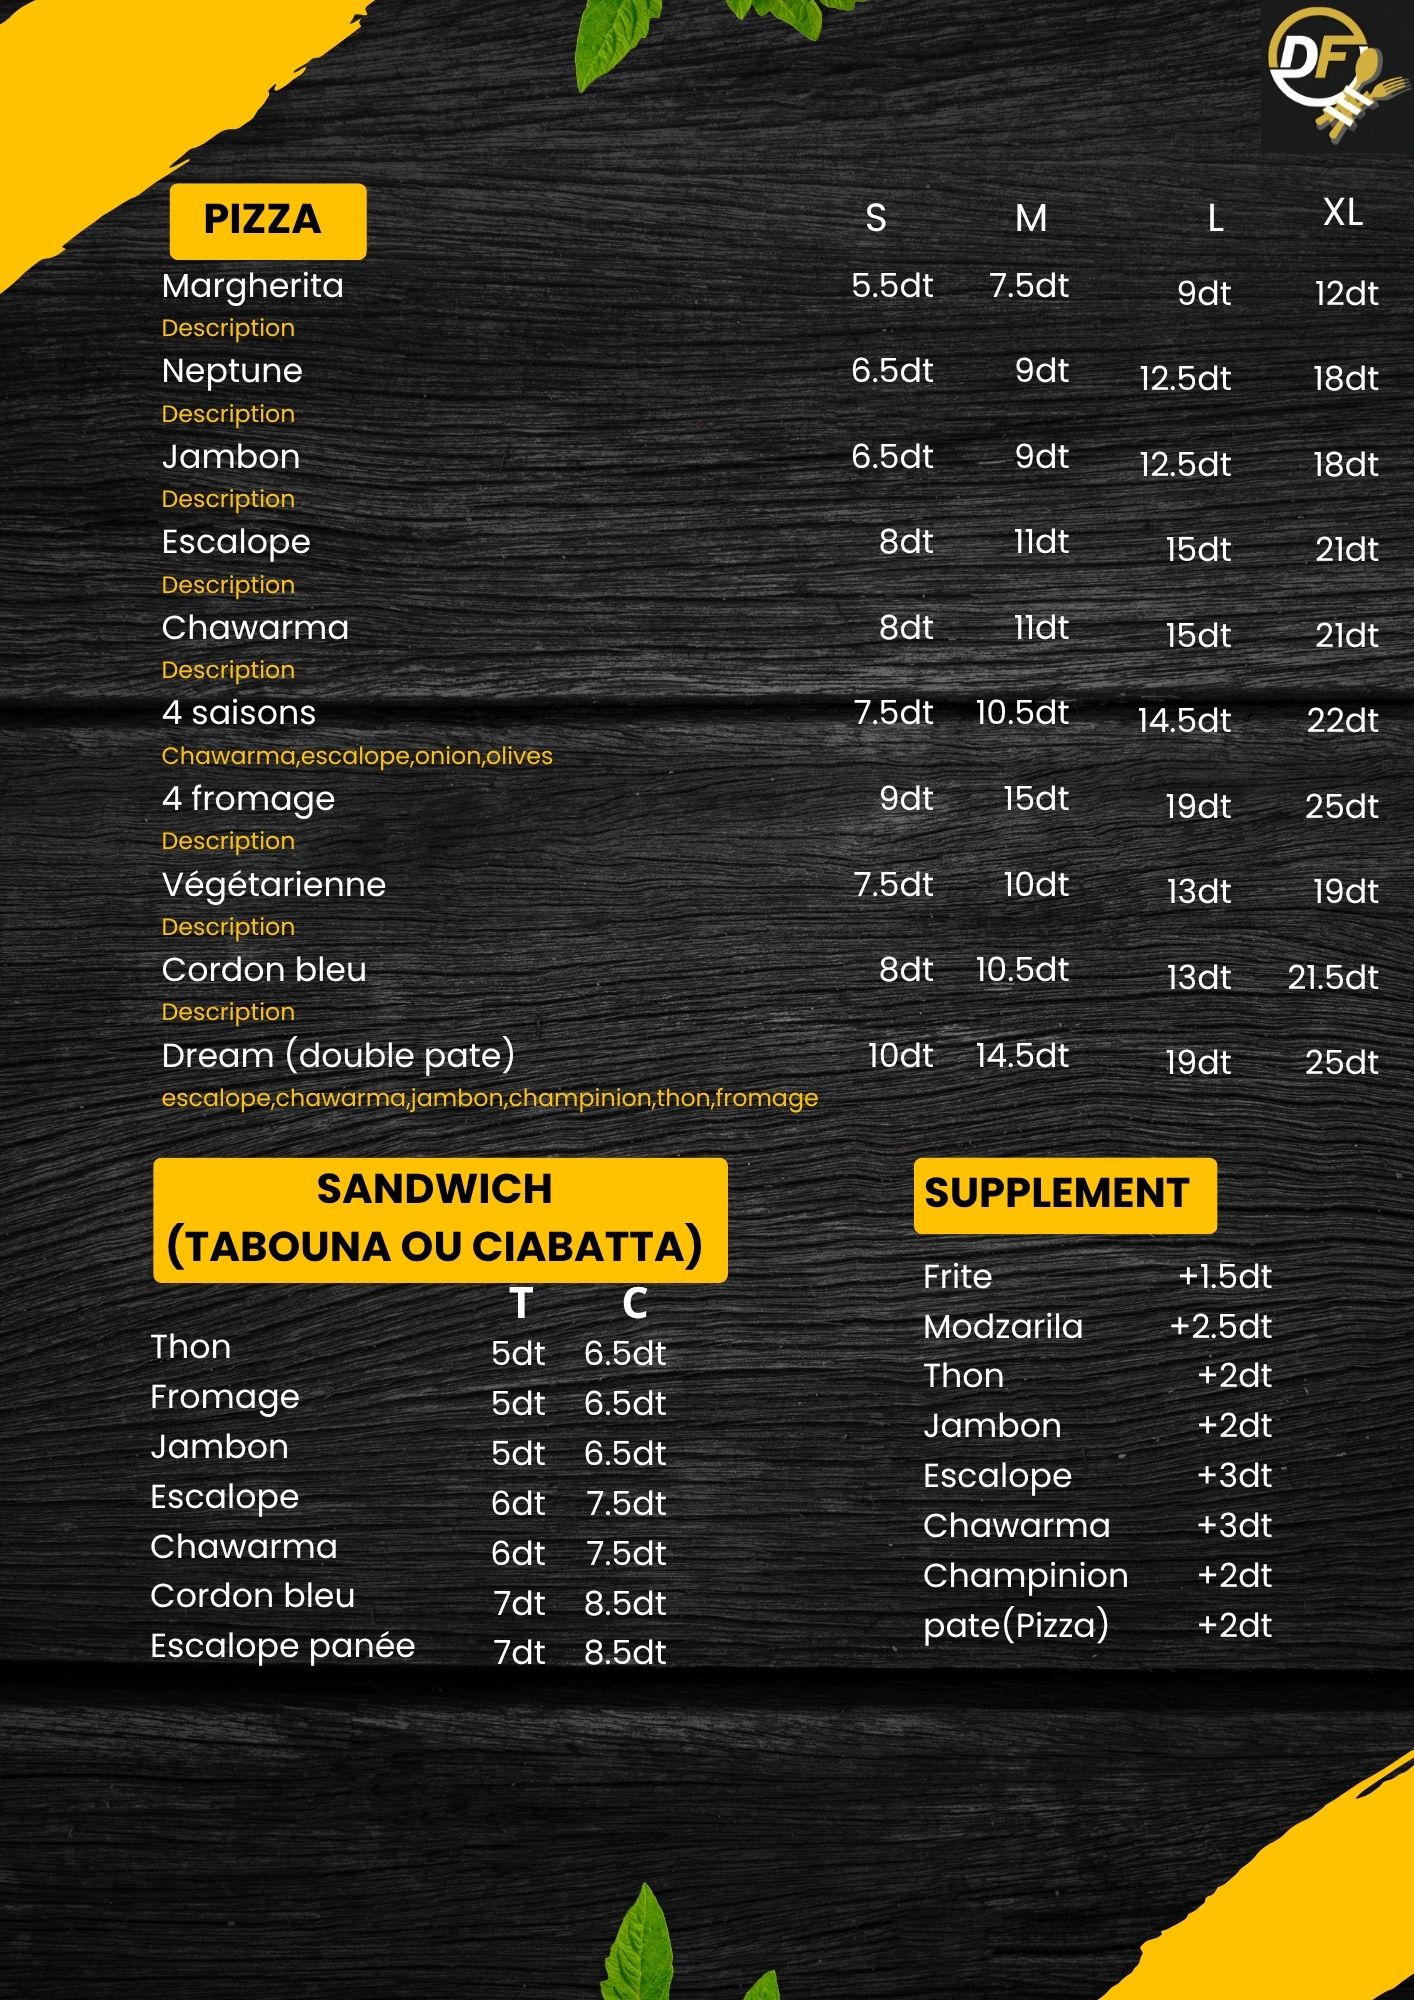 DF
PIZZA S M L XL
Margherita 5.5dt 7.5dt 9dt 12dt
Description
Neptune 6.5dt 9dt 12.5dt 18dt
Description
Jambon 6.5dt 9dt 12.5dt 18dt
Description
Escalope 8dt 11dt 15dt 21dt
Description
Chawarma 8dt 11dt 15dt 21dt
Description
4 saisons 7.5dt 10.5dt 14.5dt 22dt
Chawarma,escalope,onion,olives
4 fromage 9dt 15dt 19dt 25dt
Description
Végétarienne 7.5dt 10dt 13dt 19dt
Description
Cordon bleu 8dt 10.5dt 13dt 21.5dt
Description
Dream (double pate) 10dt 14.5dt 19dt 25dt
escalope,chawarma,jambon,champinion,thon,fromage
SANDWICH
(TABOUNA OU CIABATTA)
T C
Thon 5dt 6.5dt
Fromage 5dt 6.5dt
Jambon 5dt 6.5dt
Escalope 6dt 7.5dt
Chawarma 6dt 7.5dt
Cordon bleu 7dt 8.5dt
Escalope panée 7dt 8.5dt
SUPPLEMENT
Frite +1.5dt
Modzarila +2.5dt
Thon +2dt
Jambon +2dt
Escalope +3dt
Chawarma +3dt
Champinion +2dt
pate(Pizza) +2dt